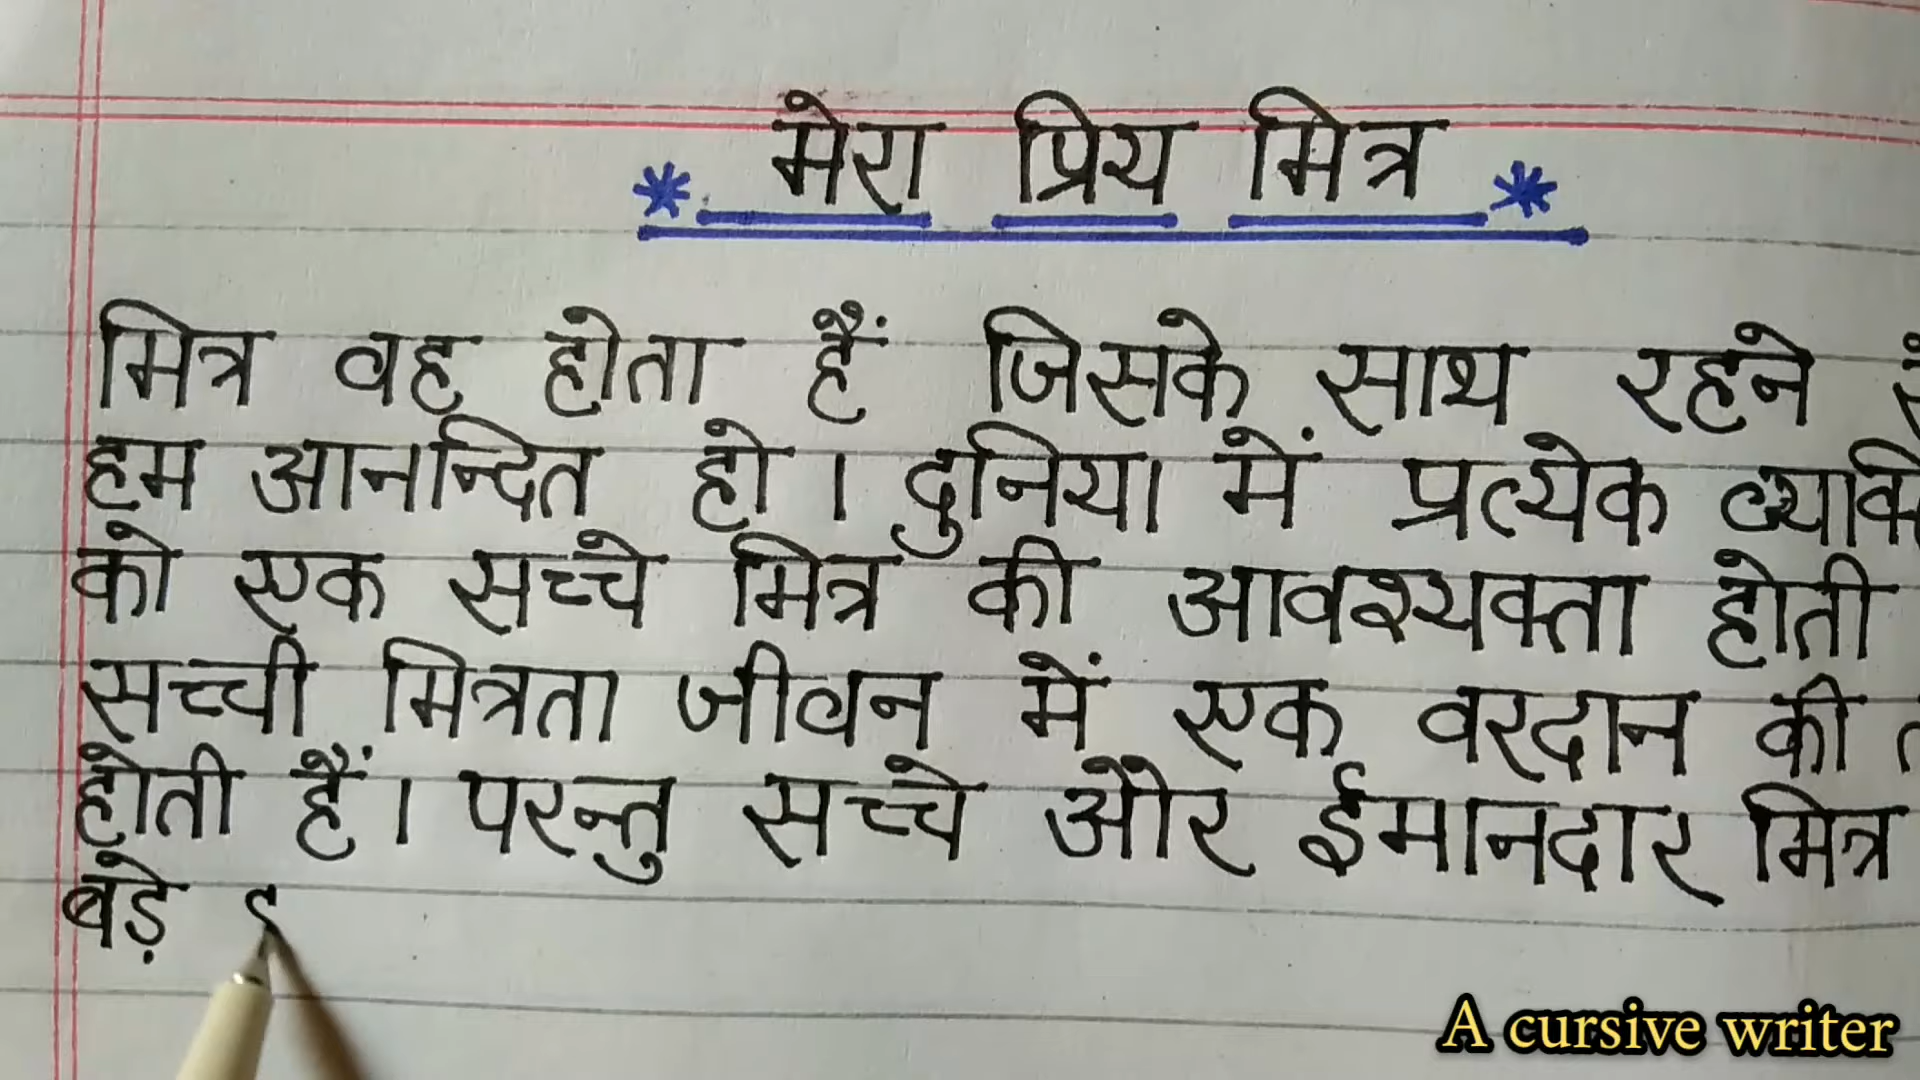 * मेरा प्रिय मित्र *
मित्र वह होता हैं जिसके साथ रहने
हम आनन्दित हो । दुनिया में प्रत्येक
को एक सच्चे मित्र की आवश्यक्ता होती
सच्ची मित्रता जीवन में एक वरदान की
होती हैं । परन्तु सच्चे और ईमानदार मित्र
बड़े
A cursive writer